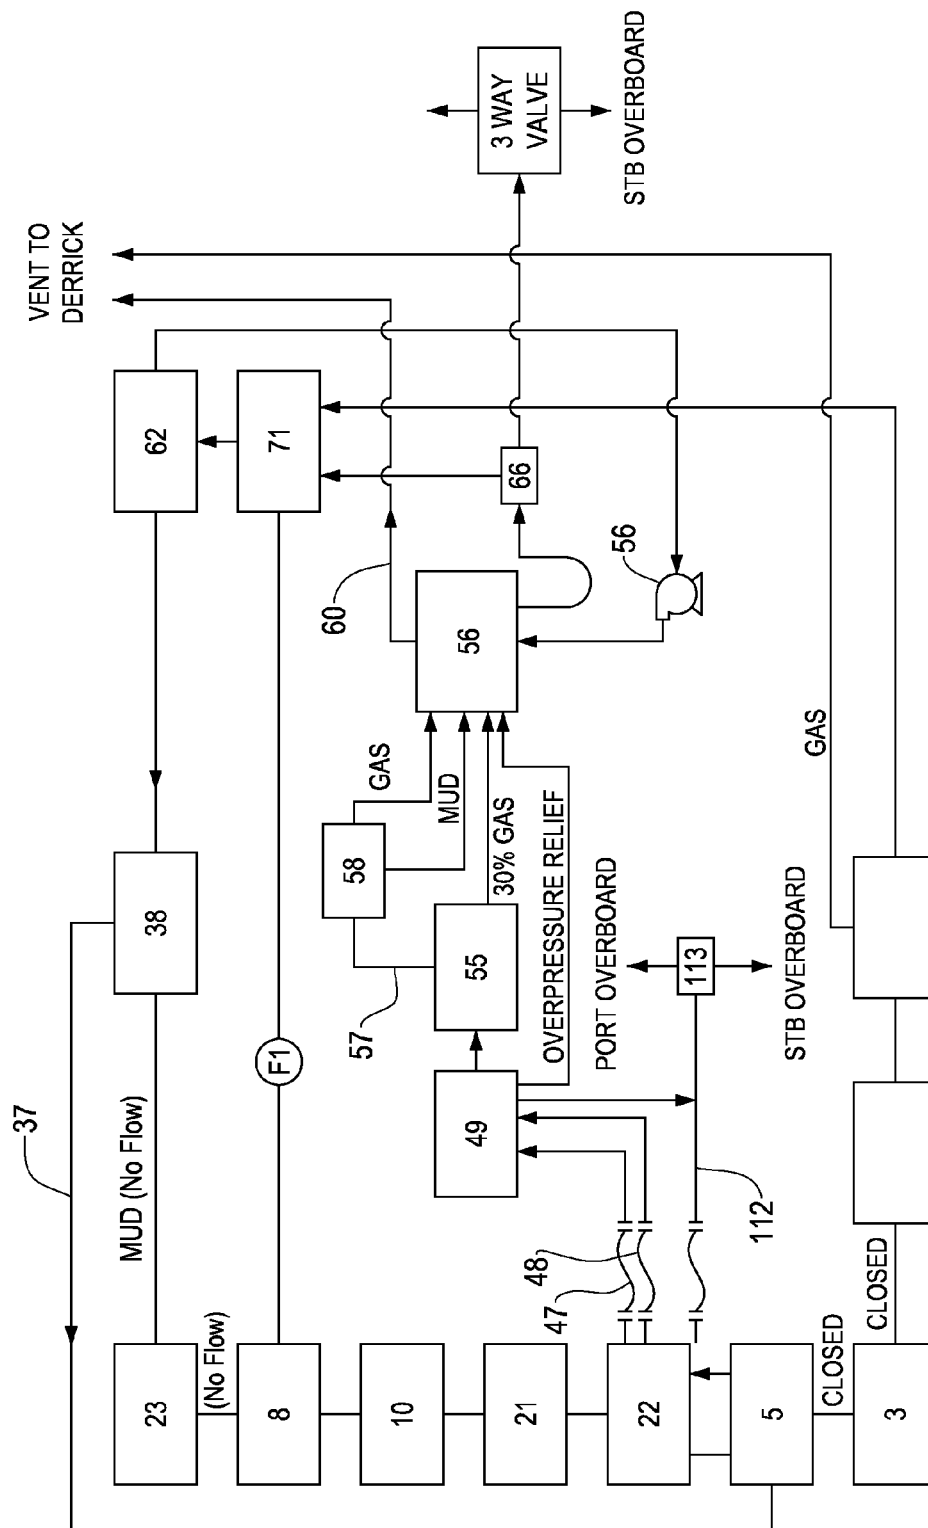 37
MUD (No Flow)
23
(No Flow)
8
10
21
22
5
CLOSED
3
CLOSED
F1
38
62
71
VENT TO
DERRICK
47
48
49
57
55
58
GAS
MUD
30% GAS
OVERPRESSURE RELIEF
56
60
66
56
3 WAY
VALVE
STB OVERBOARD
112
113
PORT OVERBOARD
STB OVERBOARD
GAS